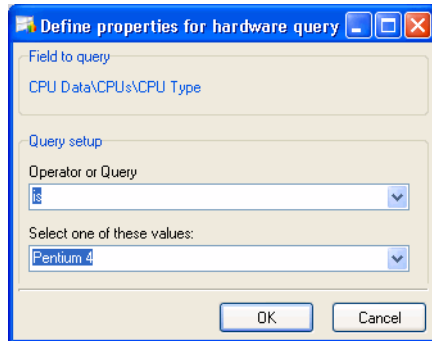 Define properties for hardware query
Field to query
CPU Data\CPUs\CPU Type
Query setup
Operator or Query
is
Select one of these values:
Pentium 4
OK Cancel